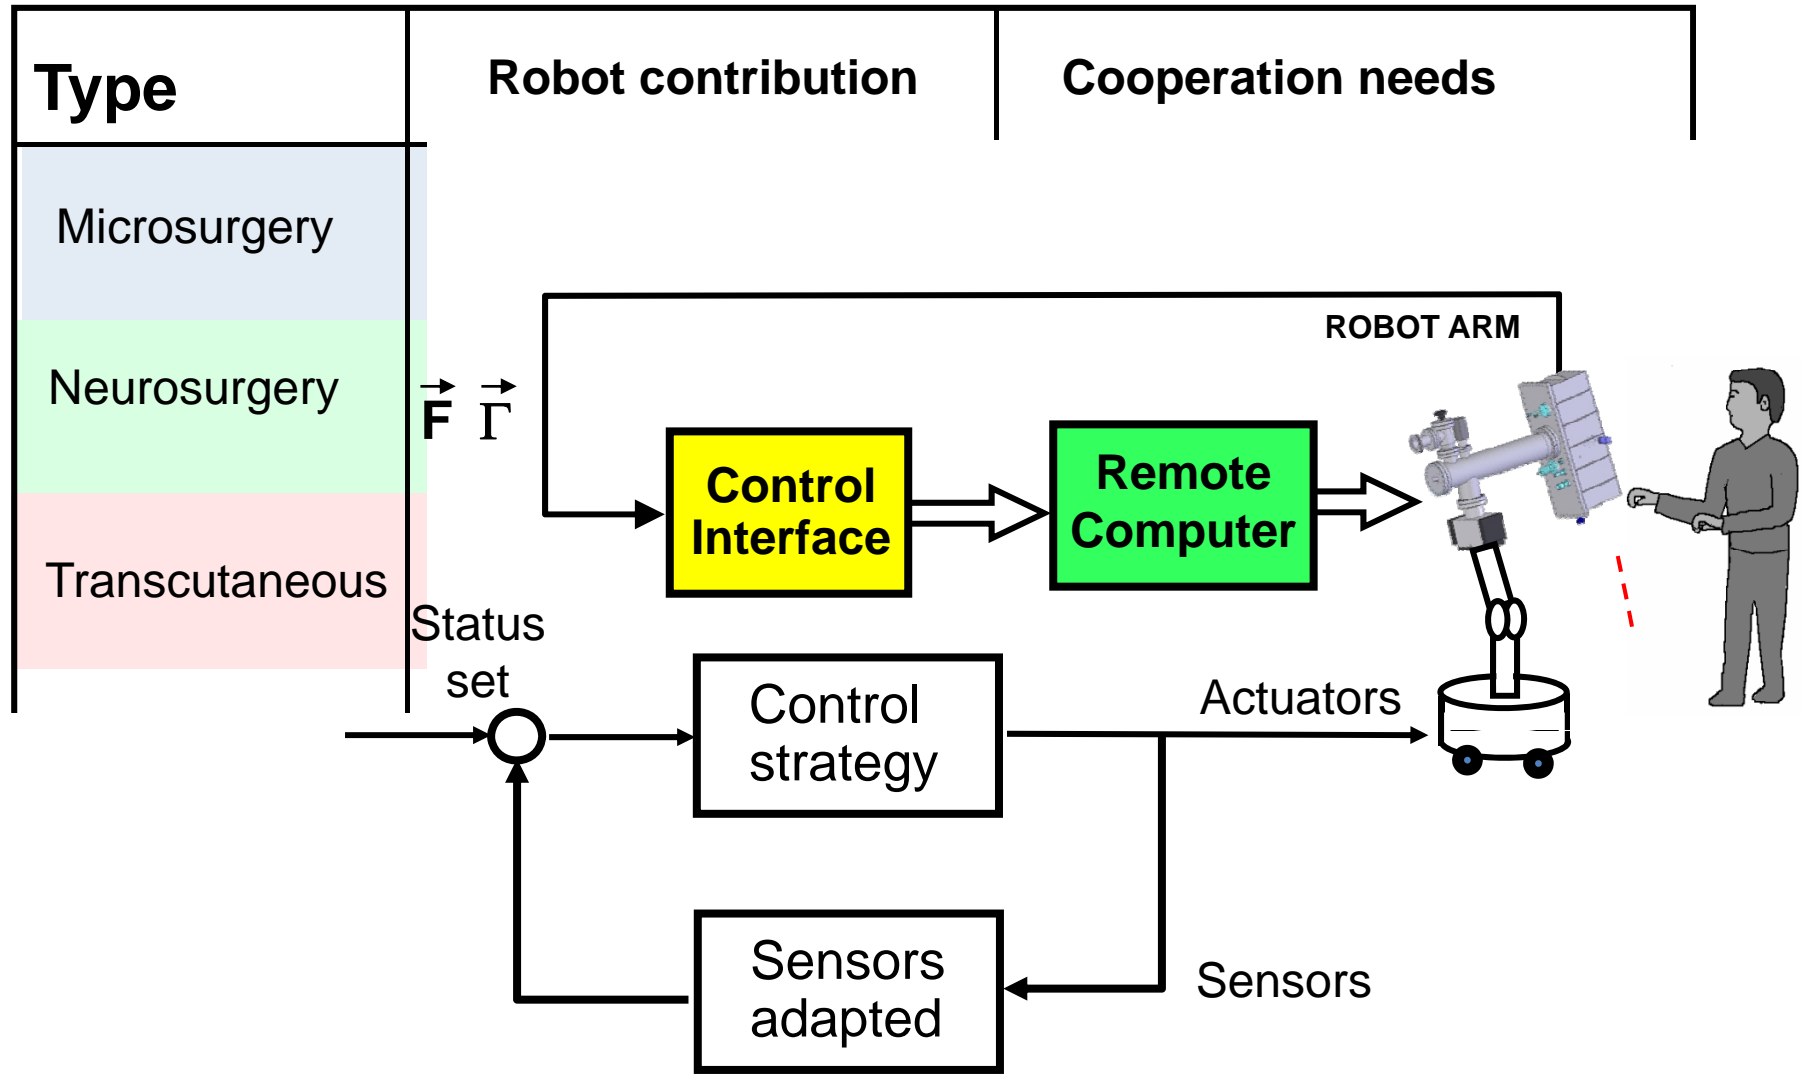 Type
Robot contribution
Cooperation needs
Microsurgery
Neurosurgery
Transcutaneous
ROBOT ARM
F⃗ Γ⃗
Control
Interface
Remote
Computer
Status
set
Control
strategy
Actuators
Sensors
adapted
Sensors